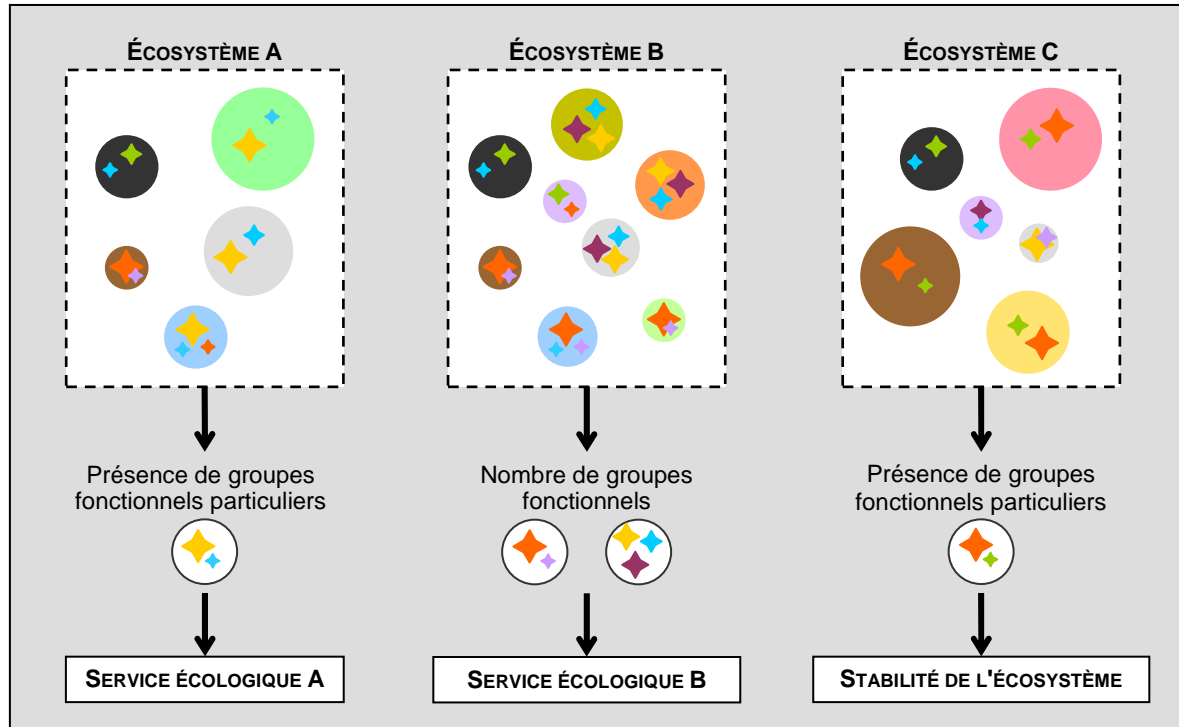 ÉCOSYSTÈME A
ÉCOSYSTÈME B
ÉCOSYSTÈME C
Présence de groupes
fonctionnels particuliers
Nombre de groupes
fonctionnels
Présence de groupes
fonctionnels particuliers
SERVICE ÉCOLOGIQUE A
SERVICE ÉCOLOGIQUE B
STABILITÉ DE L'ÉCOSYSTÈME